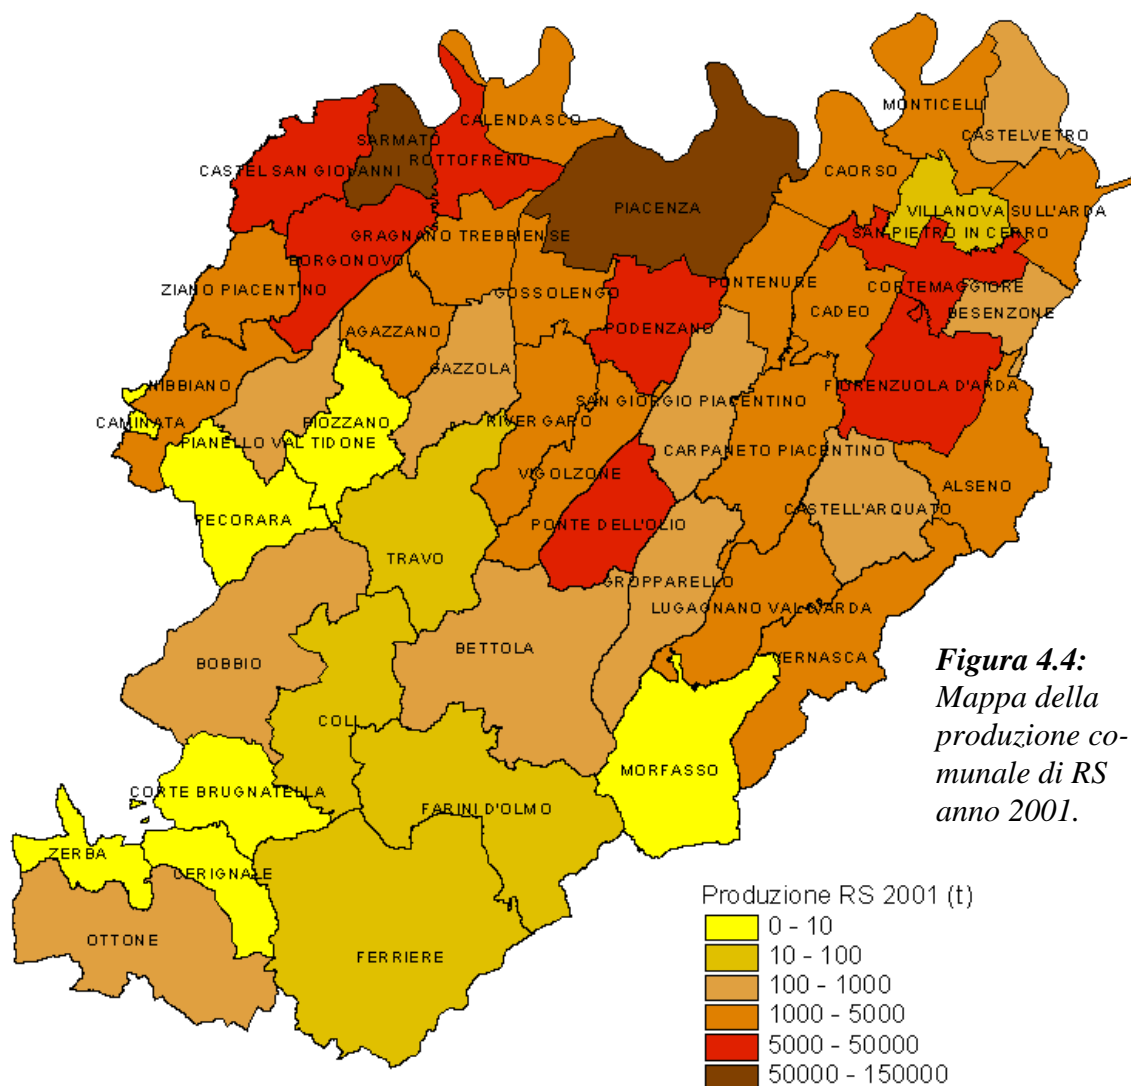 MONTICELLI
CALENDASCO
CASTELVETRO
SARMATO
ROTTOFRENO
CASTEL SAN GIOVANNI
CAORSO
PIACENZA
VILLANOVA SULL'ARDA
GRAGNANO TREBBIENSE
SAN PIETRO IN CERRO
BORGONOVO
ZIANO PIACENTINO
GOSSOLENGO
PONTENURE
CORTEMAGGIORE
CADEO
BESENZONE
AGAZZANO
PODENZANO
GAZZOLA
NIBBIANO
FIORENZUOLA D'ARDA
SAN GIORGIO PIACENTINO
CAMINATA
PIOZZANO
RIVERGARO
PIANELLO VAL TIDONE
CARPANETO PIACENTINO
VIGOLZONE
ALSENO
CASTELL'ARQUATO
PECORARA
PONTE DELL'OLIO
TRAVO
GROPPARELLO
LUGAGNANO VAL D'ARDA
BETTOLA
VERNASCA
BOBBIO
COLI
MORFASSO
CORTE BRUGNATELLA
FARINI D'OLMO
ZERBA
CERIGNALE
OTTONE
FERRIERE
Figura 4.4:
Mappa della
produzione co-
munale di RS
anno 2001.
Produzione RS 2001 (t)
0 - 10
10 - 100
100 - 1000
1000 - 5000
5000 - 50000
50000 - 150000